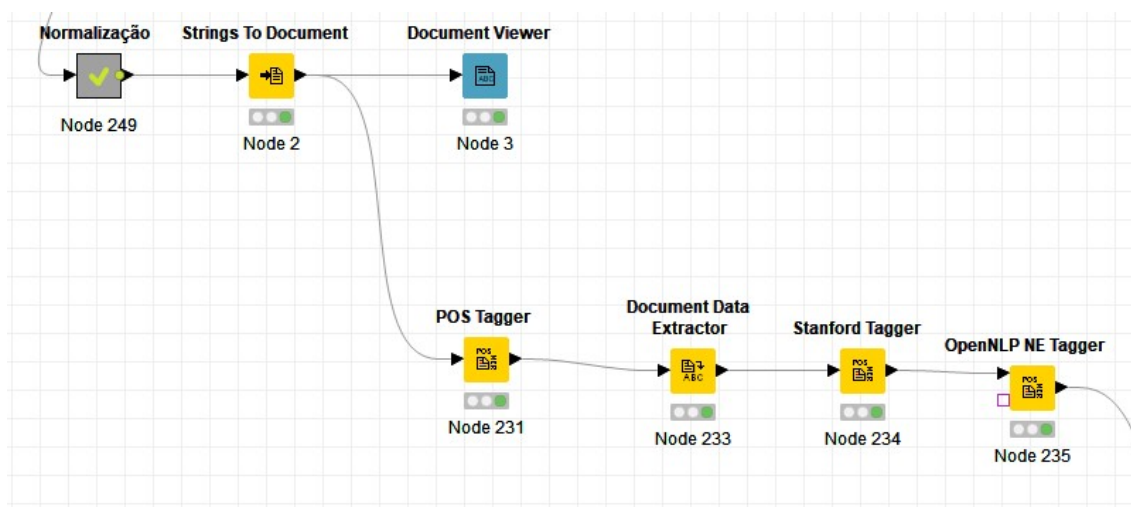 Normalização
Strings To Document
Document Viewer
Node 249
Node 2
Node 3
POS Tagger
Document Data
Extractor
Stanford Tagger
OpenNLP NE Tagger
Node 231
Node 233
Node 234
Node 235